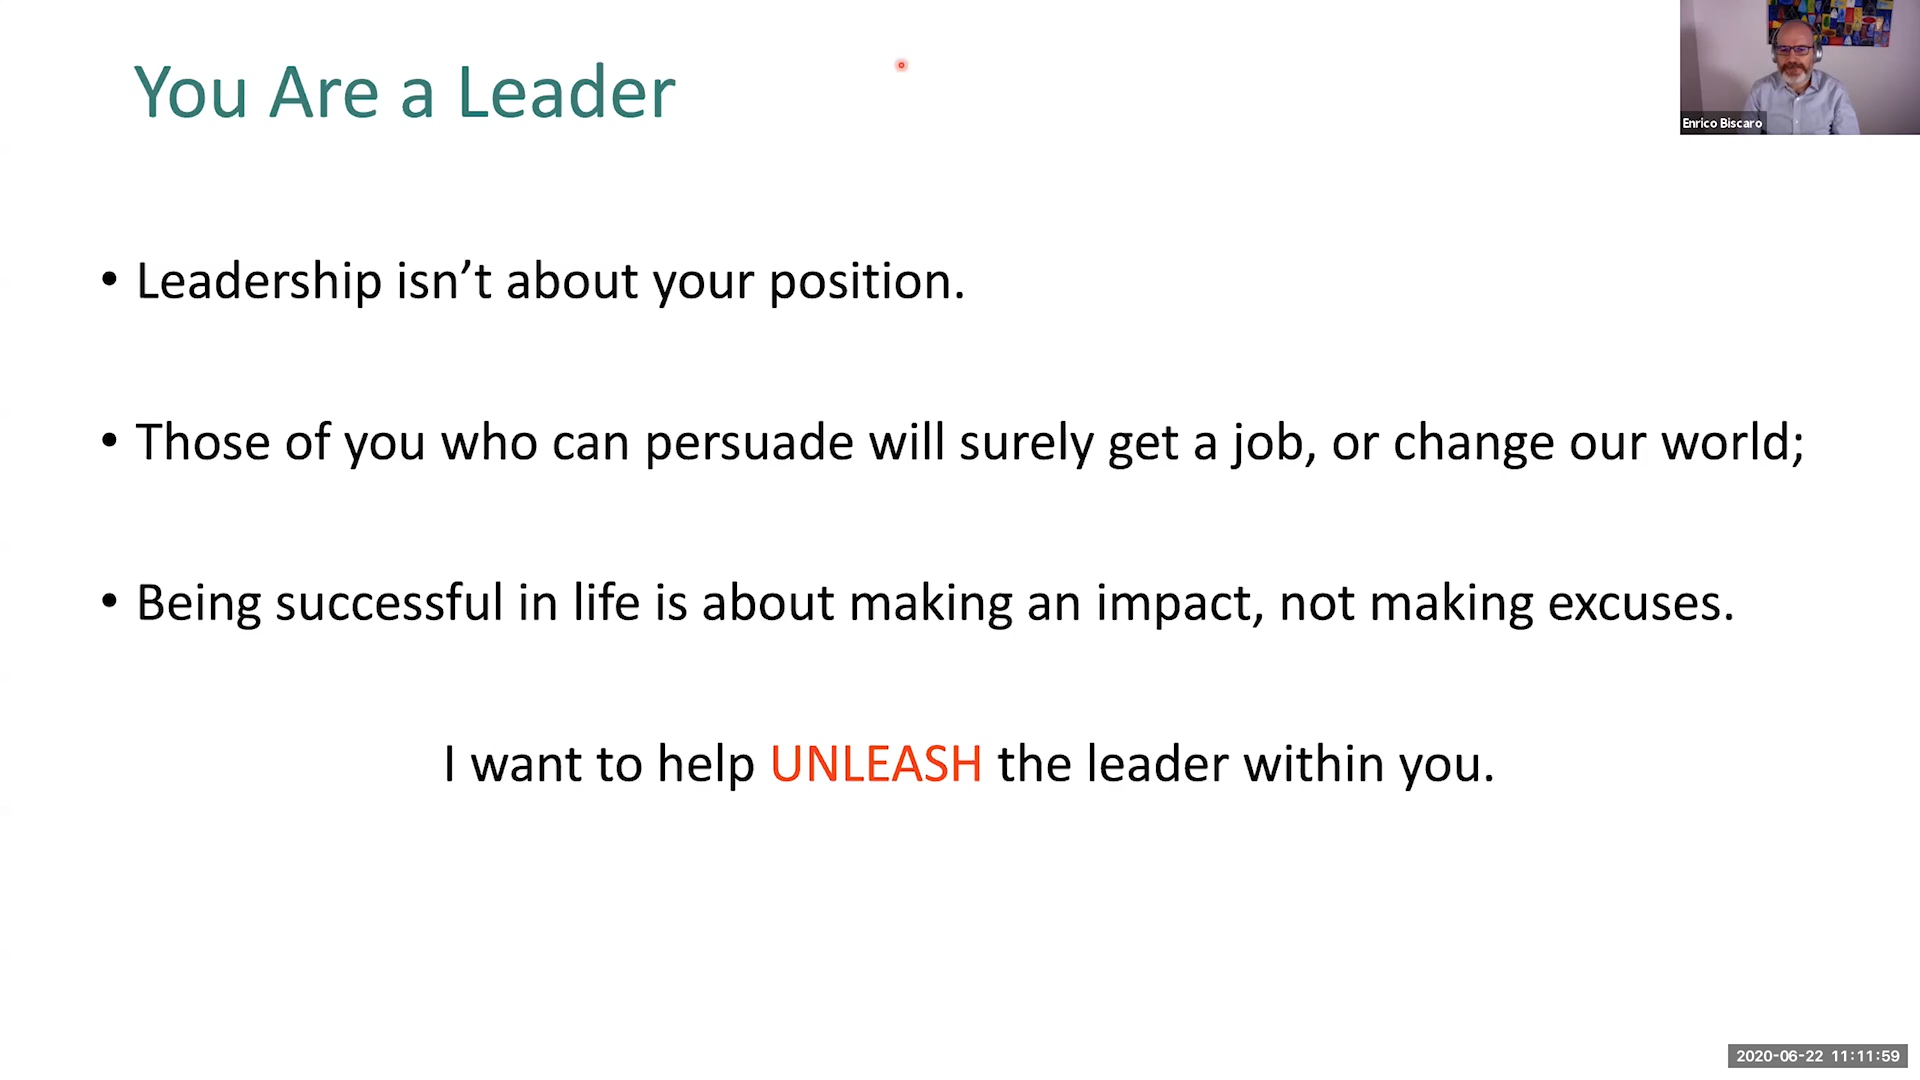 You Are a Leader
Enrico Biscaro
• Leadership isn’t about your position.
• Those of you who can persuade will surely get a job, or change our world;
• Being successful in life is about making an impact, not making excuses.
I want to help UNLEASH the leader within you.
2020-06-22 11:11:59